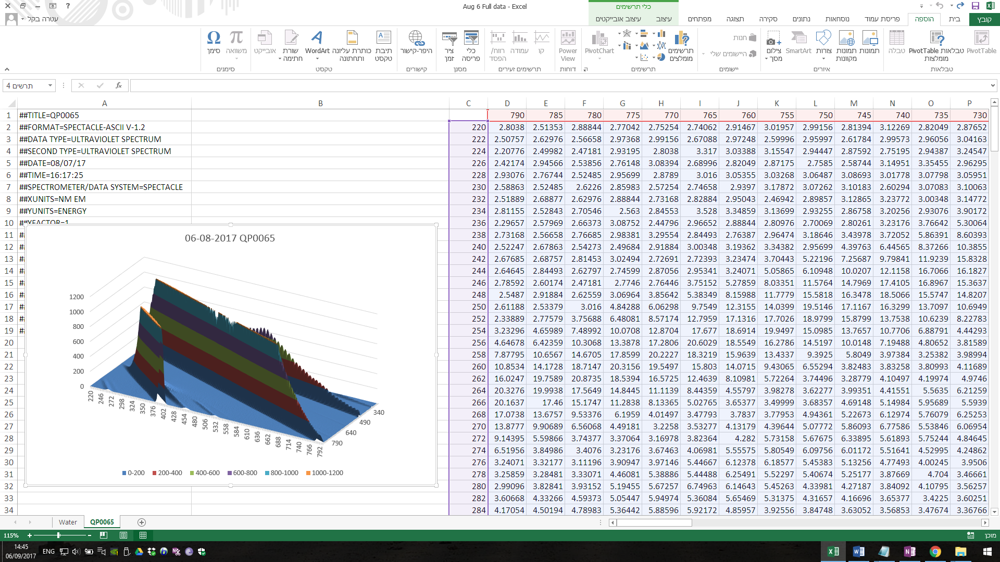 Aug 6 Full data - Excel
כלי תרשימים
עטרה בקל
קובץ בית הוספה פריסת עמוד נוסחאות נתונים סקירה תצוגה מפתחים עיצוב עיצוב אובייקטים
PivotTable
טבלאות PivotTable מומלצות
טבלה
טבלאות
תמונות
תמונות מקוונות
צורות
SmartArt
צילום מסך
איורים
חנות
היישומים שלי
יישומים
תרשימים מומלצים
PivotChart
תרשימים
Power View
דוחות
קו
עמודה
רווח/הפסד
תרשימים זעירים
כלי פריסה
ציר זמן
מסנן
היפר-קישור
קישורים
תיבת טקסט
כותרת עליונה ותחתונה
WordArt
שורת חתימה
אובייקט
טקסט
π משוואה
Ω סימן
סימנים
תרשים 4
fx
A B C D E F G H I J K L M N O P
1 ##TITLE=QP0065 790 785 780 775 770 765 760 755 750 745 740 735 730
2 ##FORMAT=SPECTACLE-ASCII V-1.2 220 2.8038 2.51353 2.88844 2.77042 2.75254 2.74062 2.91467 3.01957 2.99156 2.81394 3.12269 2.82049 2.87652
3 ##DATA TYPE=ULTRAVIOLET SPECTRUM 222 2.50757 2.62976 2.56658 2.97368 2.99156 2.67088 2.97248 2.59996 2.95997 2.61784 2.99573 2.96056 3.04163
4 ##SECOND TYPE=ULTRAVIOLET SPECTRUM 224 2.20776 2.49982 2.47181 2.93195 2.8038 3.317 3.03388 3.15547 2.94447 2.87592 2.75195 2.94387 3.24547
5 ##DATE=08/07/17 226 2.42174 2.94566 2.53856 2.76148 3.08394 2.68996 2.82049 2.87175 2.7585 2.58744 3.14951 3.35455 2.96295
6 ##TIME=16:17:25 228 2.93076 2.76744 2.52485 2.95699 2.8789 3.016 3.05355 3.03268 3.06487 3.08693 3.01778 3.07798 3.05951
7 ##SPECTROMETER/DATA SYSTEM=SPECTACLE 230 2.58863 2.52485 2.6226 2.85983 2.57254 2.74658 2.9397 3.17872 3.07262 3.10183 2.60294 3.07083 3.10063
8 ##XUNITS=NM EM 232 2.51889 2.68877 2.62976 2.88844 2.73168 2.82884 2.95043 2.46942 2.89857 3.12865 3.23772 3.00348 3.14772
9 ##YUNITS=ENERGY 234 2.81155 2.52843 2.70546 2.563 2.84553 3.528 3.34859 3.13699 2.93255 2.86758 3.20256 2.93076 3.90172
10 ##YFACTOR=1 236 2.29657 2.57969 2.66373 3.08752 2.44796 2.96652 2.88844 2.80976 2.70069 2.80261 3.23176 3.76642 5.30064
11 238 2.73168 2.56558 2.76685 2.98381 3.29554 2.84493 2.76387 2.96474 3.18646 3.43978 3.72052 5.86391 8.60393
12 240 2.52247 2.67863 2.54273 2.49684 2.91884 3.00348 3.19362 3.34382 2.95699 4.39763 6.44565 8.37266 10.3855
13 242 2.67685 2.68757 2.81453 3.02494 2.72691 2.72393 3.23474 3.70443 5.22196 7.25687 9.79841 11.9239 15.8328
14 244 2.64645 2.84493 2.62797 2.74599 2.87056 2.95341 3.24071 5.05865 6.10948 10.0207 12.1158 16.7066 16.1827
15 246 2.78592 2.60174 2.47181 2.7746 2.76446 3.75152 5.27859 8.03351 11.5764 14.7969 17.4105 16.8967 15.3637
16 248 2.5487 2.91884 2.62559 3.06964 3.85642 5.38349 8.15988 11.7779 15.5818 16.3478 18.5066 15.5747 14.8207
17 250 2.61188 2.53379 3.016 4.84288 6.06298 9.7549 12.3155 14.0399 19.5146 17.1167 16.3299 13.7097 10.6949
18 252 2.33889 2.77579 3.75688 6.48081 8.57174 12.7959 17.1316 17.7026 18.9799 15.8799 13.7538 10.6239 8.22783
19 254 3.23296 4.65989 7.48992 10.0708 12.8704 17.677 18.6914 19.9497 15.0985 13.7657 10.7706 6.88791 4.44293
20 256 4.64678 6.42359 10.3068 13.3878 17.2806 20.6029 18.5549 16.2786 14.5197 10.0148 7.19488 4.80652 3.81589
21 258 7.87795 10.6567 14.6705 17.8599 20.2227 18.3219 15.9639 13.4337 9.3925 5.8049 3.97384 3.25382 3.98994
22 260 10.8534 14.1728 18.7147 20.3156 19.5497 15.803 14.0715 9.43065 6.55294 3.82483 3.83258 3.80993 4.11689
23 262 16.0247 19.7589 20.8735 18.5394 16.5725 12.4639 8.10981 5.72264 3.74496 3.28779 4.10497 4.19974 4.9746
24 264 20.3276 19.9938 17.5649 14.8445 11.1139 8.44359 4.55797 3.98278 3.62277 3.99351 4.41551 5.5635 6.21259
25 266 20.1637 17.46 15.1747 11.2838 8.13365 5.02765 3.65377 3.49999 3.68357 4.69148 5.14984 5.95689 5.5939
26 268 17.0738 13.6757 9.53376 6.1959 4.01497 3.47793 3.7837 3.77953 4.94361 5.22673 6.12974 5.76079 6.25253
27 270 13.8777 9.90689 6.56068 4.49181 3.2258 3.53277 4.13179 4.39644 5.07772 5.86093 6.77586 5.53846 6.06954
28 272 9.14395 5.59866 3.74377 3.37064 3.16978 3.82364 4.282 5.73158 5.67675 6.33895 5.61893 5.75244 4.84645
29 274 6.51956 3.84986 3.4076 3.23176 3.67463 4.06981 5.55575 5.80549 6.09756 6.01172 5.51641 4.52995 4.24862
30 276 3.24071 3.32177 3.11196 3.90947 3.97146 5.44667 6.12378 6.18577 5.45383 5.13256 4.77493 4.00245 3.9506
31 278 3.25859 3.28481 3.33071 4.46081 5.38886 5.44488 6.25491 5.52297 5.40674 5.25177 3.87669 4.704 3.46661
32 280 2.99096 3.82841 3.93152 5.19455 5.67257 6.74963 6.14643 5.45263 4.33981 4.27187 3.84092 4.10795 3.56257
33 282 3.60668 4.33266 4.59373 5.05447 5.94974 5.36084 5.65469 5.31375 4.31657 4.16696 3.65377 3.4225 3.60251
34 284 4.17054 4.50194 4.78983 5.36442 5.88596 5.92172 4.85957 3.92556 3.84748 3.63052 3.56853 3.47674 3.36766
06-08-2017 QP0065
1200
1000
800
600
400
200
0
220 246 272 298 324 350 376 402 428 454 480 506 532 558 584 610 636 662 688 714 740 766 792
340
490
640
790
0-200 200-400 400-600 600-800 800-1000 1000-1200
Water QP0065
115%
מוכן
14:45
06/09/2017
ENG